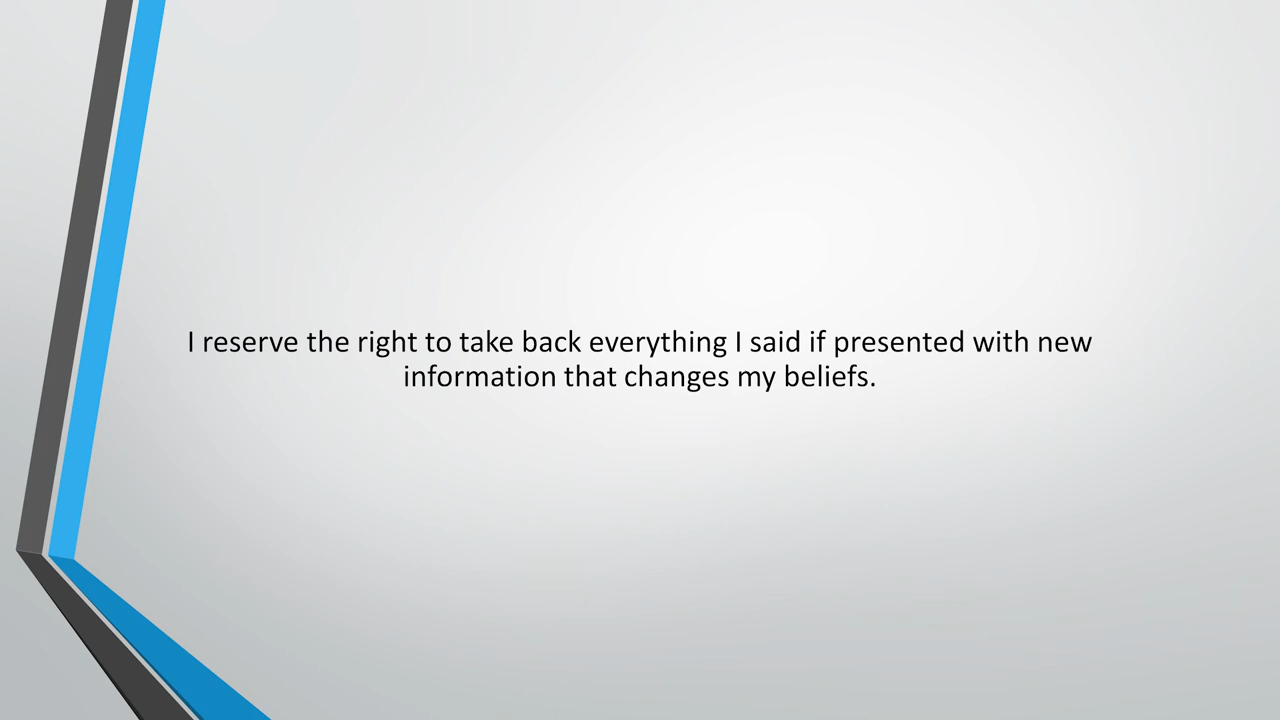 I reserve the right to take back everything I said if presented with new
information that changes my beliefs.